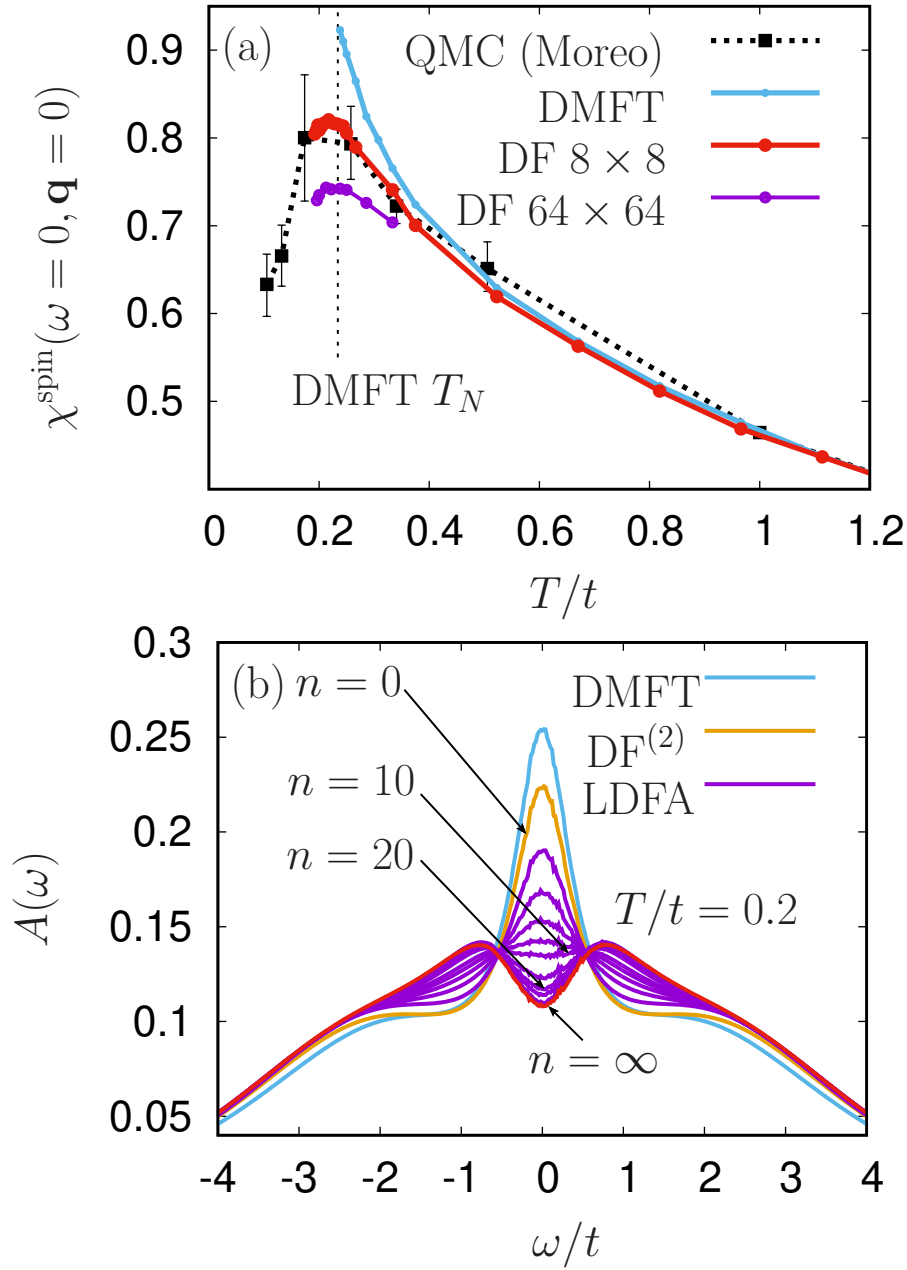 (a)
QMC (Moreo)
DMFT
DF 8 × 8
DF 64 × 64
DMFT T_N
χ^spin(ω = 0, q = 0)
0.9
0.8
0.7
0.6
0.5
0 0.2 0.4 0.6 0.8 1 1.2
T/t
(b)
n = 0
n = 10
n = 20
DMFT
DF^(2)
LDFA
T/t = 0.2
n = ∞
A(ω)
0.3
0.25
0.2
0.15
0.1
0.05
-4 -3 -2 -1 0 1 2 3 4
ω/t